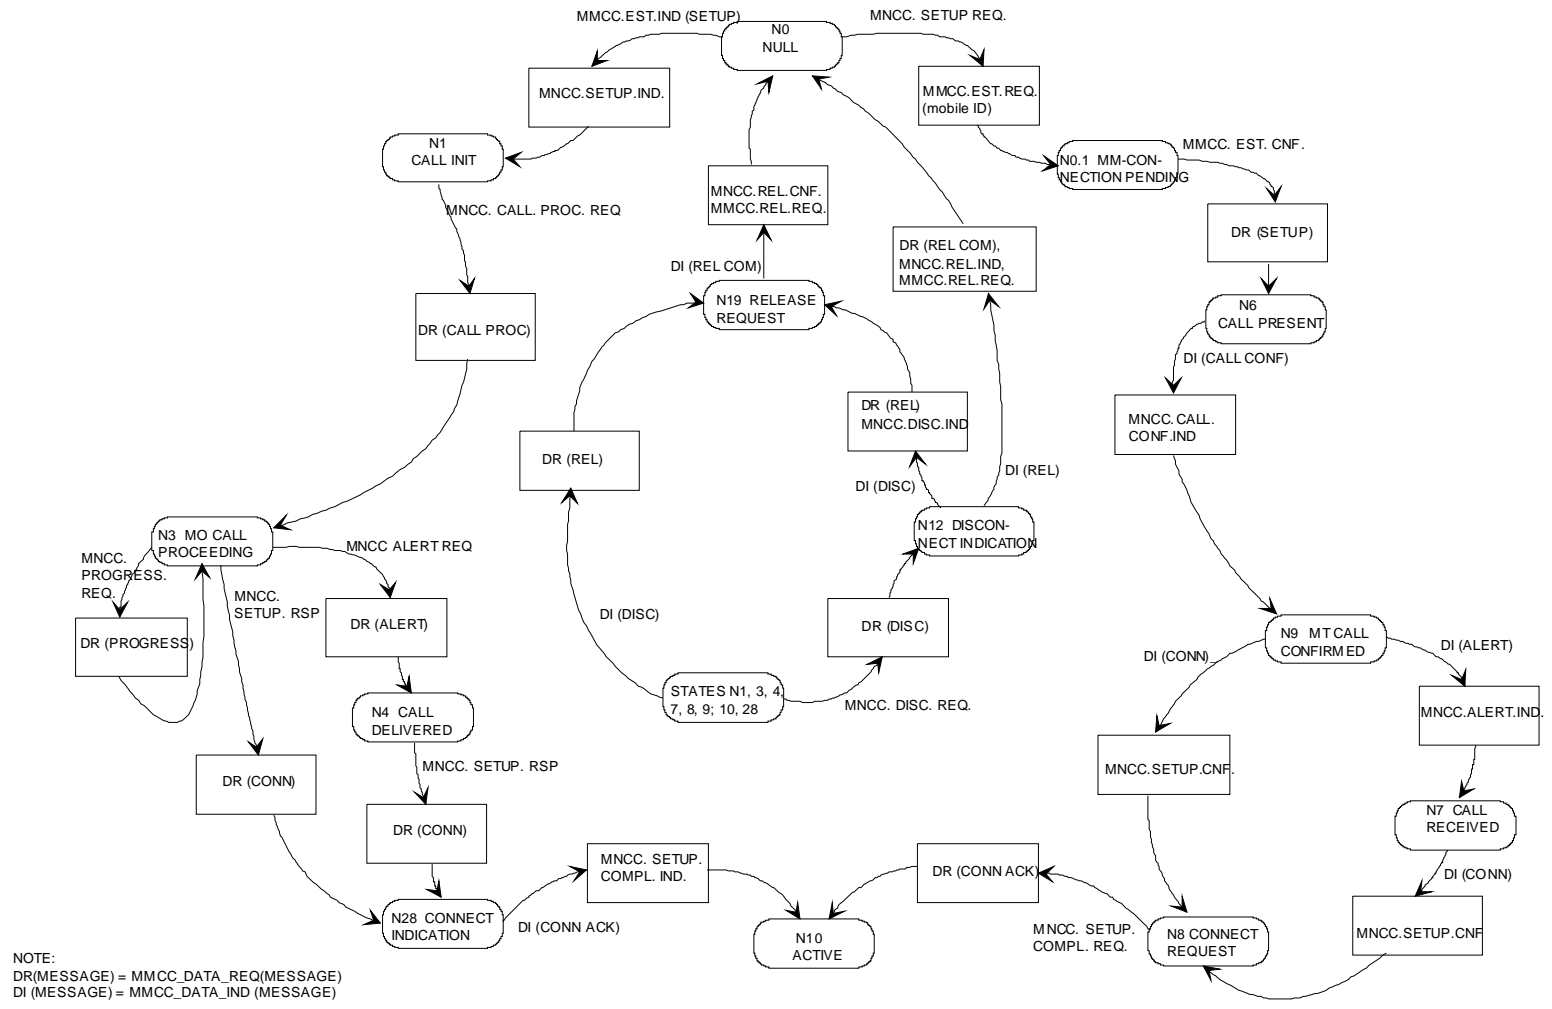 MMCC.EST.IND (SETUP)
N0
NULL
MNCC. SETUP REQ.
MNCC.SETUP.IND.
MMCC.EST.REQ.
(mobile ID)
N1
CALL INIT
N0.1 MM-CON-
NECTION PENDING
MMCC. EST. CNF.
MNCC. CALL. PROC. REQ
MNCC.REL.CNF.
MMCC.REL.REQ.
DR (REL COM),
MNCC.REL.IND,
MMCC.REL.REQ.
DR (SETUP)
DI (REL COM)
N19 RELEASE
REQUEST
N6
CALL PRESENT
DR (CALL PROC)
DI (CALL CONF)
DR (REL)
MNCC.DISC.IND
MNCC. CALL.
CONF.IND
DR (REL)
DI (DISC)
DI (REL)
N3 MO CALL
PROCEEDING
N12 DISCON-
NECT INDICATION
MNCC ALERT REQ
MNCC.
PROGRESS.
REQ.
MNCC.
SETUP. RSP
DI (DISC)
DR (DISC)
DR (ALERT)
DR (PROGRESS)
N9 MT CALL
CONFIRMED
DI (CONN)
DI (ALERT)
STATES N1, 3, 4,
7, 8, 9; 10, 28
MNCC. DISC. REQ.
N4 CALL
DELIVERED
MNCC.ALERT.IND.
MNCC. SETUP. RSP
DR (CONN)
MNCC.SETUP.CNF.
N7 CALL
RECEIVED
DR (CONN)
MNCC. SETUP.
COMPL. IND.
DR (CONN ACK)
DI (CONN)
N28 CONNECT
INDICATION
DI (CONN ACK)
N10
ACTIVE
MNCC. SETUP.
COMPL. REQ.
N8 CONNECT
REQUEST
MNCC.SETUP.CNF
NOTE:
DR(MESSAGE) = MMCC_DATA_REQ(MESSAGE)
DI (MESSAGE) = MMCC_DATA_IND (MESSAGE)